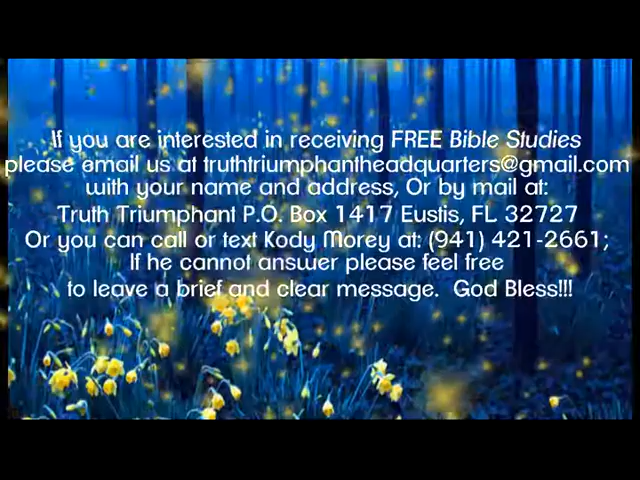 If you are interested in receiving FREE Bible Studies
please email us at truthtriumphantheadquarters@gmail.com
with your name and address, Or by mail at:
Truth Triumphant P.O. Box 1417 Eustis, FL 32727
Or you can call or text Kody Morey at: (941) 421-2661;
If he cannot answer please feel free
to leave a brief and clear message.  God Bless!!!